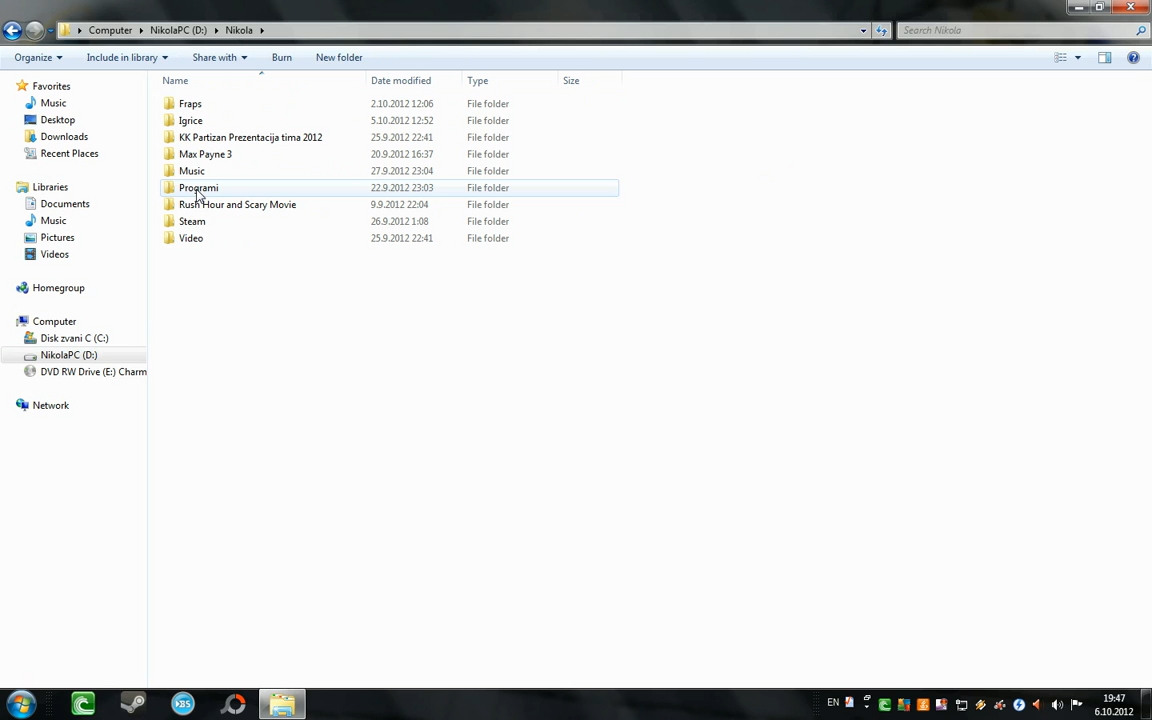 Computer NikolaPC (D:) Nikola Search Nikola
Organize Include in library Share with Burn New folder
Name Date modified Type Size
Favorites
Music
Desktop
Downloads
Recent Places
Libraries
Documents
Music
Pictures
Videos
Homegroup
Computer
Disk zvani C (C:)
NikolaPC (D:)
DVD RW Drive (E:) Charm
Network
Fraps 2.10.2012 12:06 File folder
Igrice 5.10.2012 12:52 File folder
KK Partizan Prezentacija tima 2012 25.9.2012 22:41 File folder
Max Payne 3 20.9.2012 16:37 File folder
Music 27.9.2012 23:04 File folder
Programi 22.9.2012 23:03 File folder
Rush Hour and Scary Movie 9.9.2012 22:04 File folder
Steam 26.9.2012 1:08 File folder
Video 25.9.2012 22:41 File folder
BS
EN
19:47
6.10.2012